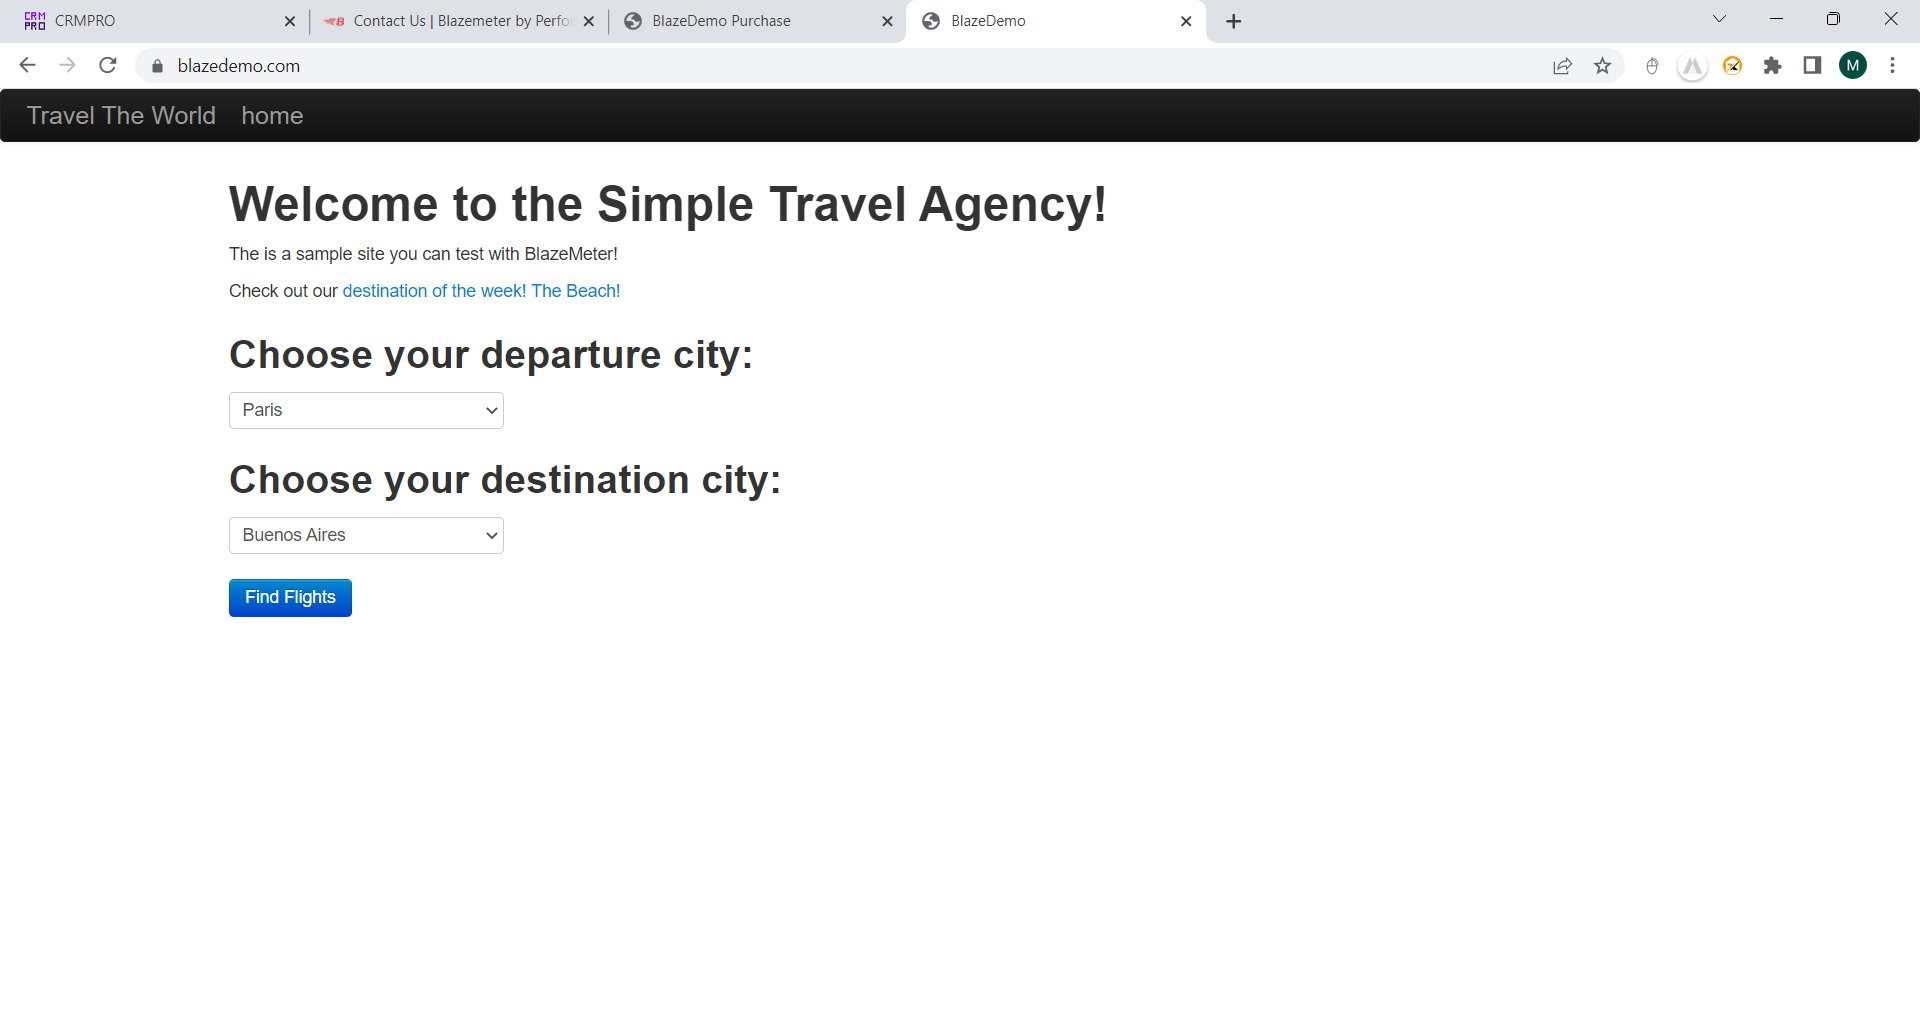 CRM
PRO
CRMPRO
Contact Us | Blazemeter by Perfo
BlazeDemo Purchase
BlazeDemo
blazedemo.com
M
Travel The World home
Welcome to the Simple Travel Agency!
The is a sample site you can test with BlazeMeter!
Check out our destination of the week! The Beach!
Choose your departure city:
Paris
Choose your destination city:
Buenos Aires
Find Flights